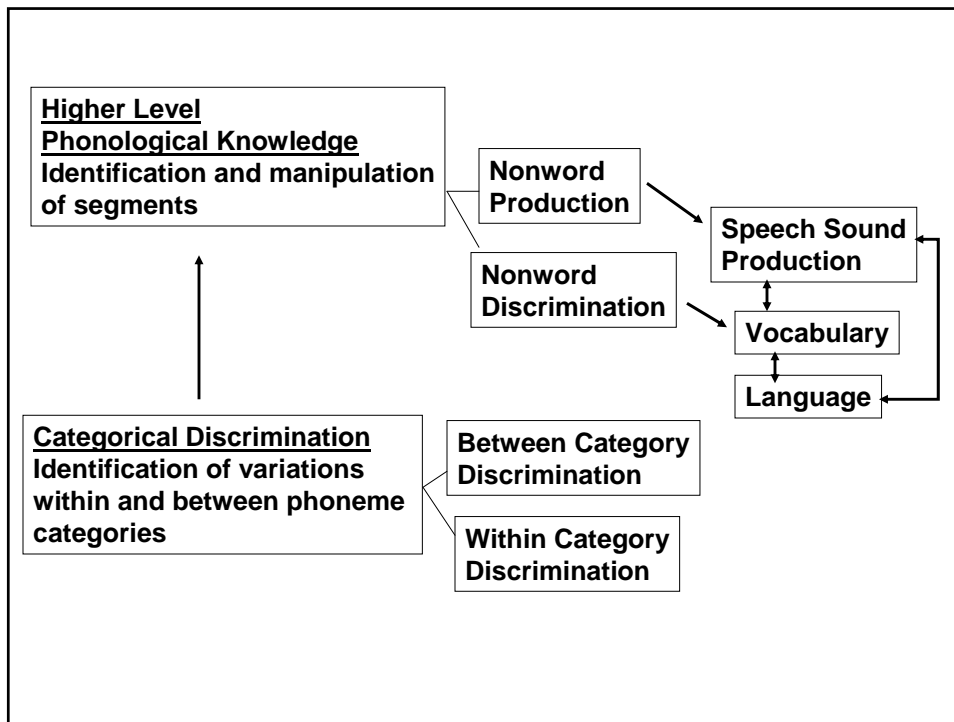 Higher Level
Phonological Knowledge
Identification and manipulation
of segments
Nonword
Production
Speech Sound
Production
Nonword
Discrimination
Vocabulary
Language
Categorical Discrimination
Identification of variations
within and between phoneme
categories
Between Category
Discrimination
Within Category
Discrimination